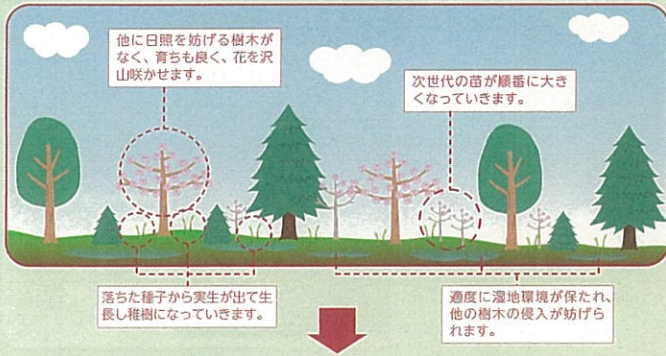 他に日照を妨げる樹木が
なく、育ちも良く、花を沢
山咲かせます。
次世代の苗が順番に大き
くなっていきます。
落ちた種子から実生が出て生
長し稚樹になっていきます。
適度に湿地環境が保たれ、
他の樹木の侵入が妨げら
れます。